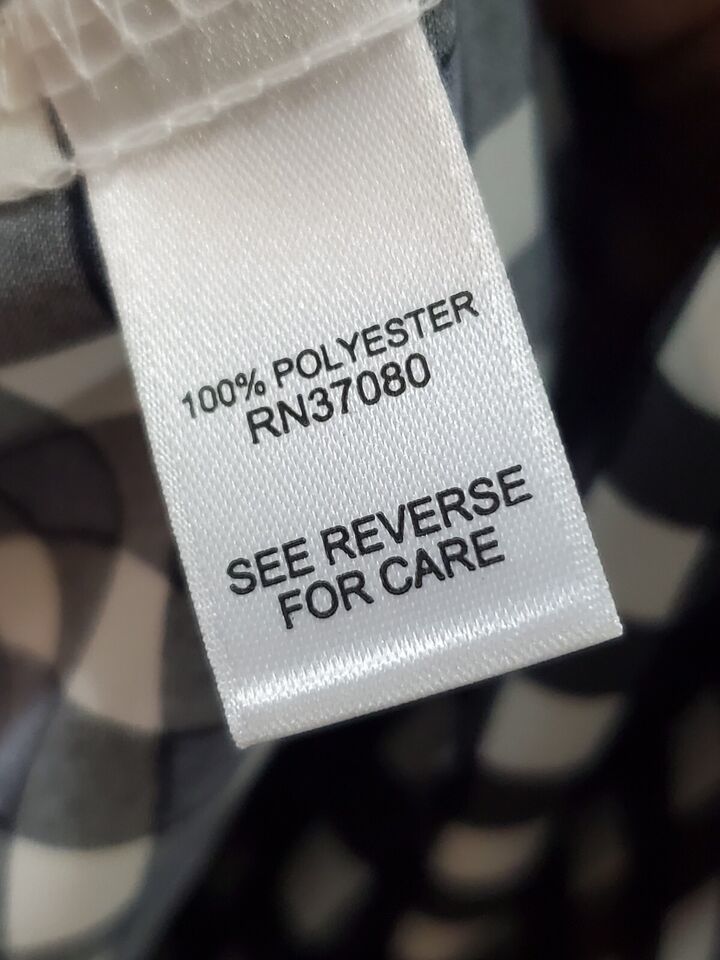 100% POLYESTER
RN37080
SEE REVERSE
FOR CARE